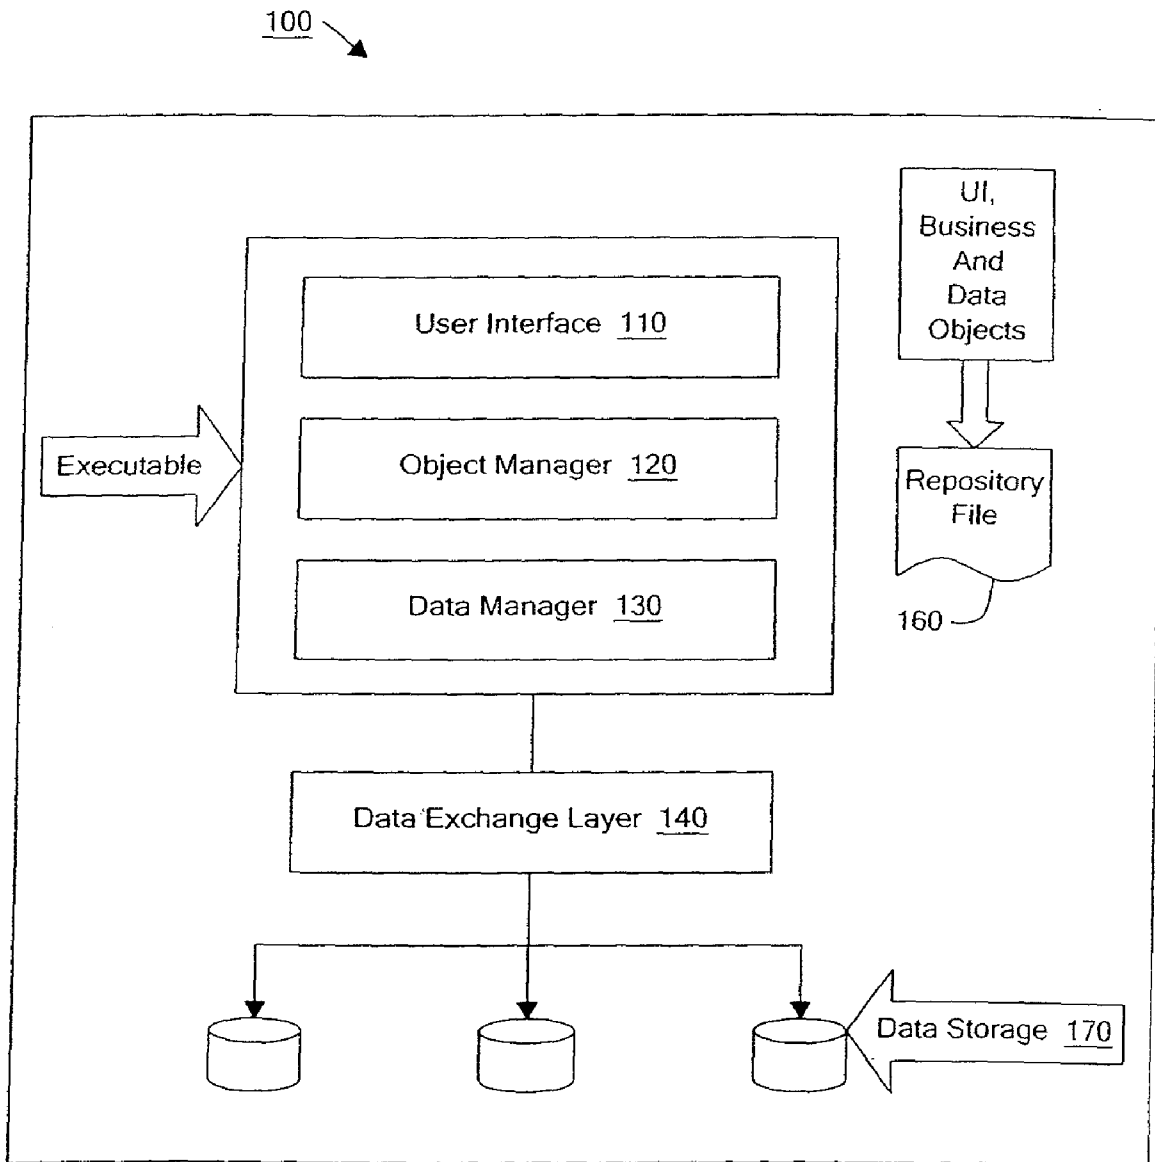 100
UI,
Business
And
Data
Objects
User Interface 110
Executable
Object Manager 120
Repository
File
Data Manager 130
160
Data Exchange Layer 140
Data Storage 170